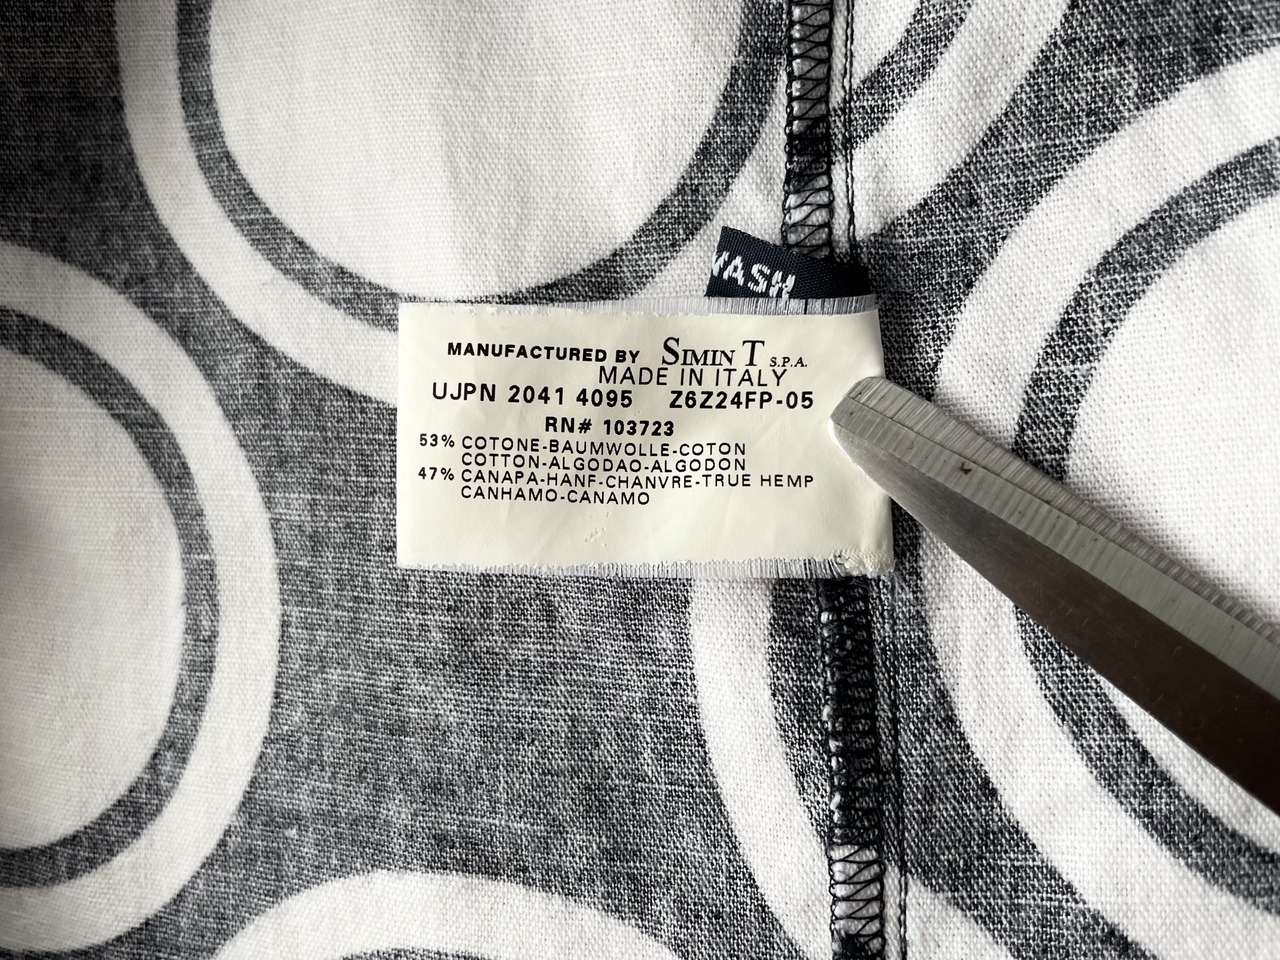 WASH
MANUFACTURED BY SIMIN T S.P.A.
MADE IN ITALY
UJPN 2041 4095 Z6Z24FP-05
RN# 103723
53% COTONE-BAUMWOLLE-COTON
COTTON-ALGODAO-ALGODON
47% CANAPA-HANF-CHANVRE-TRUE HEMP
CANHAMO-CANAMO